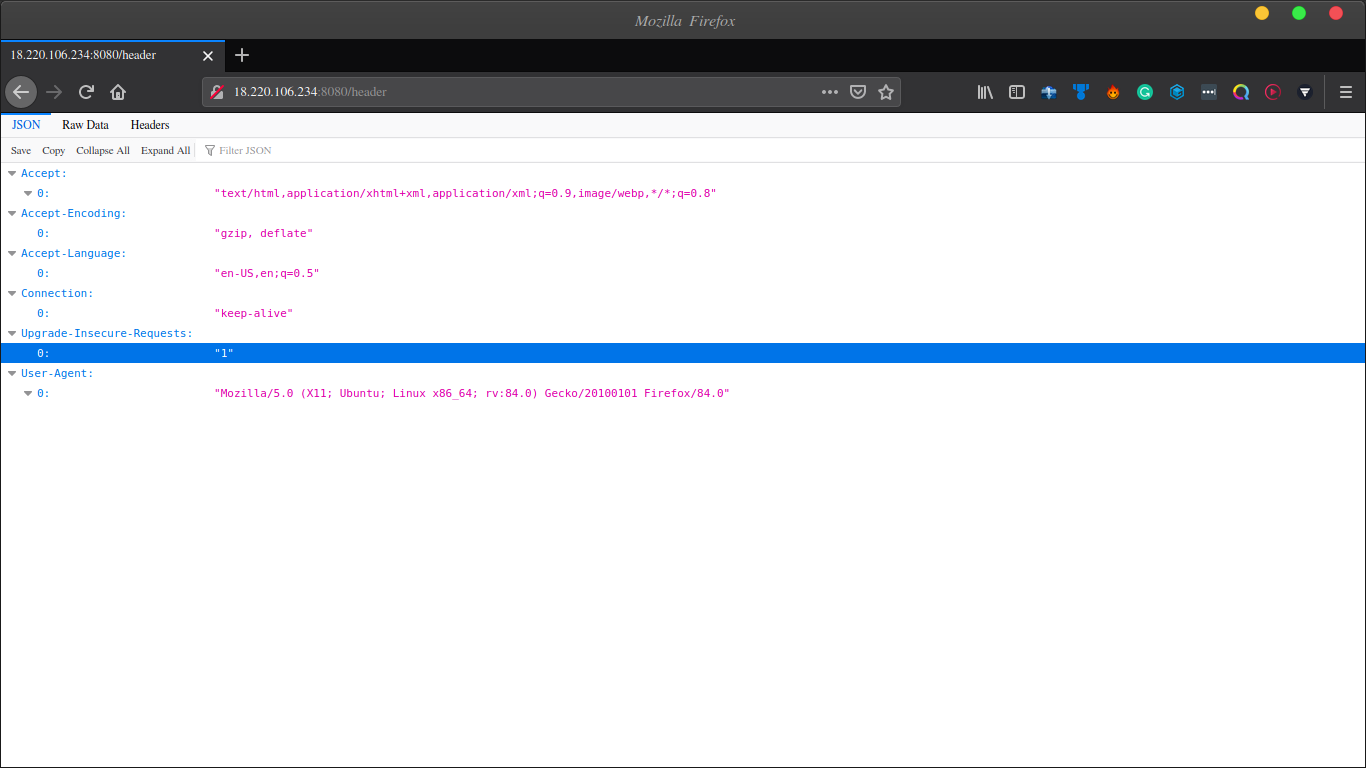 Mozilla Firefox
18.220.106.234:8080/header
18.220.106.234:8080/header
JSON Raw Data Headers
Save Copy Collapse All Expand All Filter JSON
Accept:
0: "text/html,application/xhtml+xml,application/xml;q=0.9,image/webp,*/*;q=0.8"
Accept-Encoding:
0: "gzip, deflate"
Accept-Language:
0: "en-US,en;q=0.5"
Connection:
0: "keep-alive"
Upgrade-Insecure-Requests:
0: "1"
User-Agent:
0: "Mozilla/5.0 (X11; Ubuntu; Linux x86_64; rv:84.0) Gecko/20100101 Firefox/84.0"